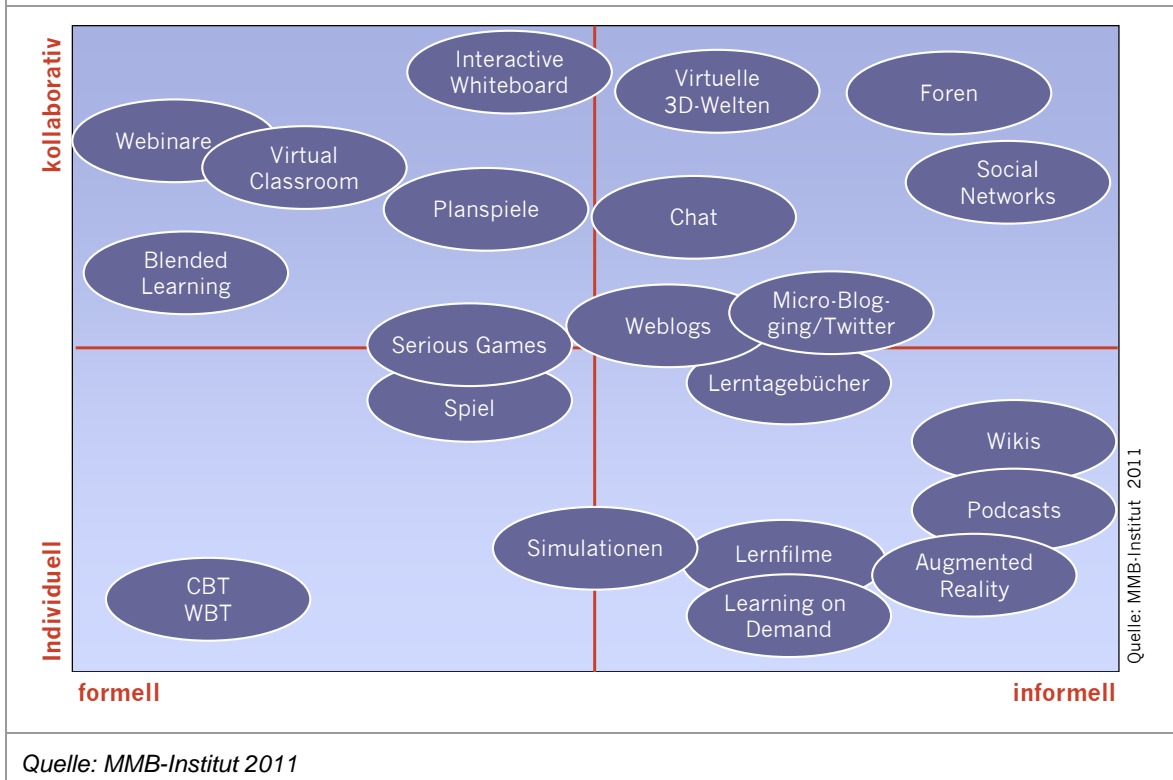 kollaborativ
Interactive
Whiteboard
Virtuelle
3D-Welten
Foren
Webinare
Virtual
Classroom
Social
Networks
Planspiele
Chat
Blended
Learning
Micro-Blog-
ging/Twitter
Weblogs
Serious Games
Lerntagebücher
Spiel
Wikis
Podcasts
Simulationen
Lernfilme
Augmented
Reality
CBT
WBT
Learning on
Demand
Individuell
Quelle: MMB-Institut 2011
formell
informell
Quelle: MMB-Institut 2011